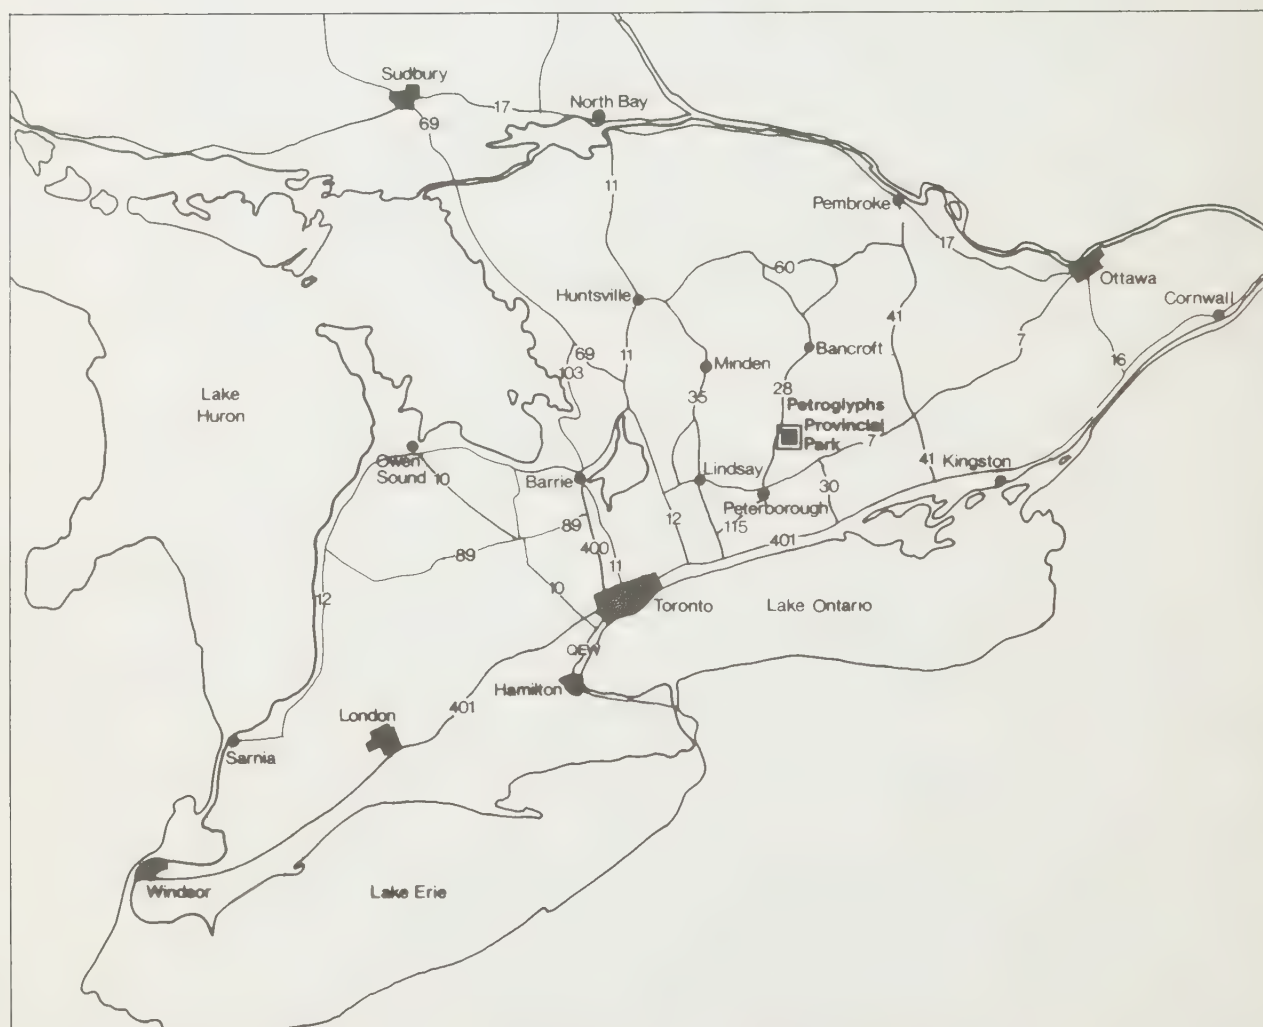 Sudbury
North Bay
17
69
11
Pembroke
17
Ottawa
60
Huntsville
Cornwall
41
7
69
11
103
Minden
Bancroft
16
Lake
Huron
35
28
Petroglyphs
Provincial
Park
7
Owen
Sound
10
Barrie
Lindsay
41
Kingston
30
Peterborough
89
12
115
400
401
89
11
12
10
Toronto
Lake Ontario
QEW
Hamilton
401
London
Sarnia
Windsor
Lake Erie